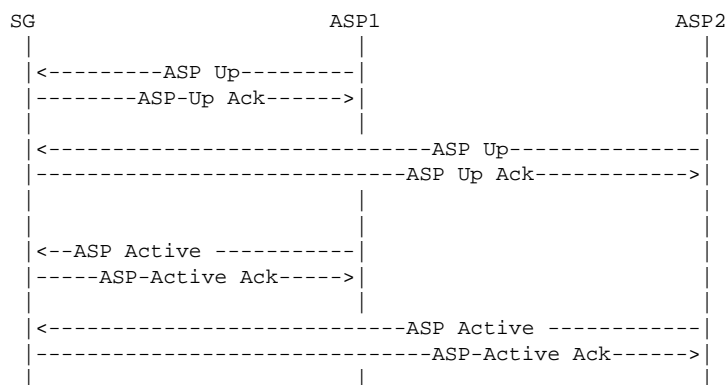 SG ASP1 ASP2
| | |
|<---------ASP Up---------| |
|--------ASP-Up Ack------>| |
| | |
|<-----------------------------ASP Up---------------|
|---------------------------ASP Up Ack------------>|
| | |
| | |
|<--ASP Active -----------| |
|-----ASP-Active Ack----->| |
| | |
|<---------------------------ASP Active ------------|
|-----------------------------ASP-Active Ack------>|
| | |